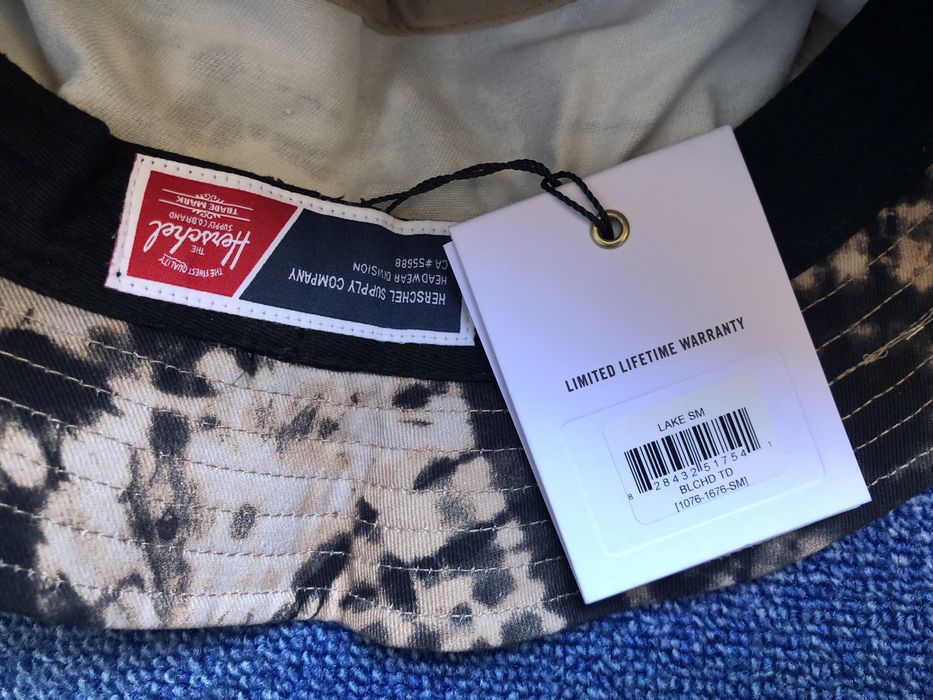 THE FINEST QUALITY
THE
Herschel
SUPPLY CO. BRAND
TRADE MARK
HERSCHEL SUPPLY COMPANY
HEADWEAR DIVISION
CA #55688
LIMITED LIFETIME WARRANTY
LAKE SM
8 28432 51754 1
BLCHD TD
[1076-1676-SM]